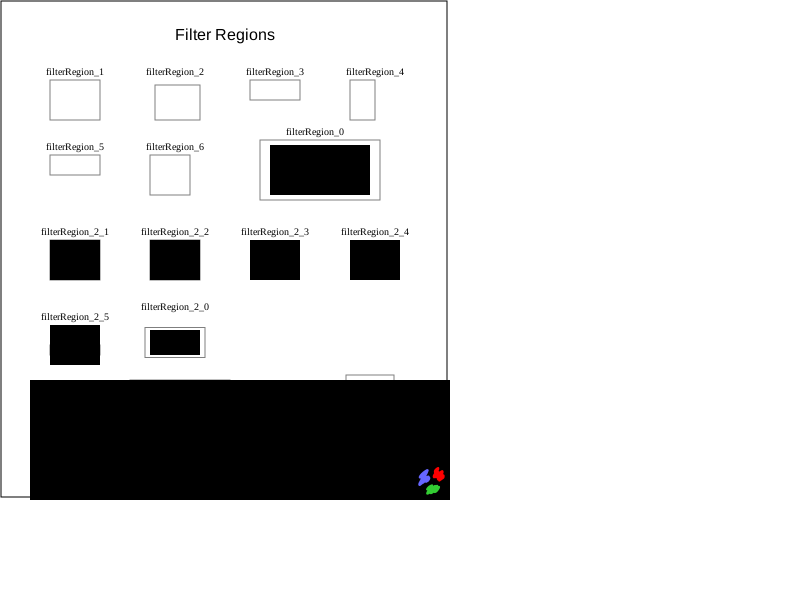 Filter Regions
filterRegion_1 filterRegion_2 filterRegion_3 filterRegion_4
filterRegion_0
filterRegion_5 filterRegion_6
filterRegion_2_1 filterRegion_2_2 filterRegion_2_3 filterRegion_2_4
filterRegion_2_0
filterRegion_2_5